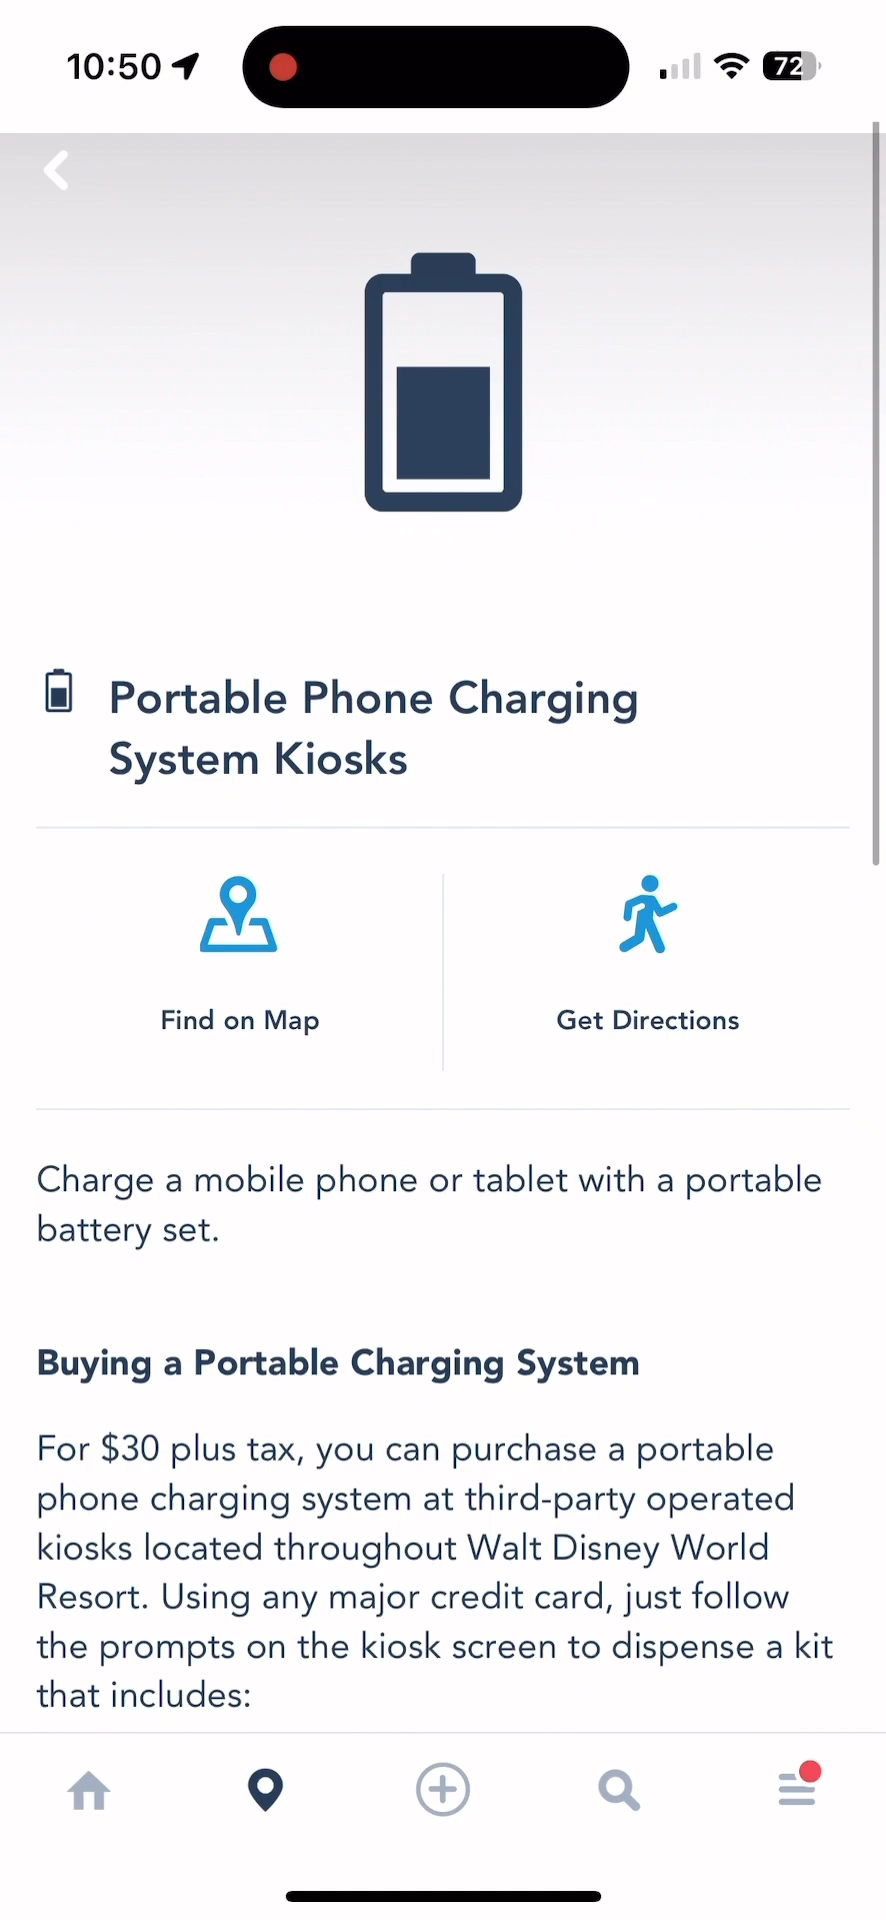 10:50
72
Portable Phone Charging
System Kiosks
Find on Map
Get Directions
Charge a mobile phone or tablet with a portable
battery set.
Buying a Portable Charging System
For $30 plus tax, you can purchase a portable
phone charging system at third-party operated
kiosks located throughout Walt Disney World
Resort. Using any major credit card, just follow
the prompts on the kiosk screen to dispense a kit
that includes: